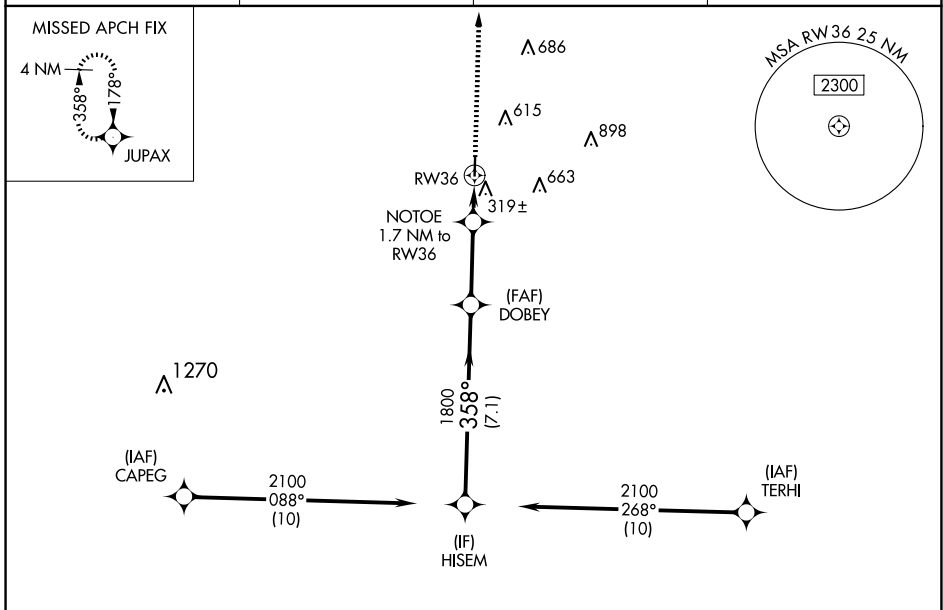 MISSED APCH FIX
4 NM
358°
178°
JUPAX
686
615
898
RW36
663
319±
NOTOE
1.7 NM to
RW36
(FAF)
DOBEY
MSA RW36 25 NM
2300
1270
1800
358°
(7.1)
(IAF)
CAPEG
2100
088°
(10)
(IF)
HISEM
2100
268°
(10)
(IAF)
TERHI